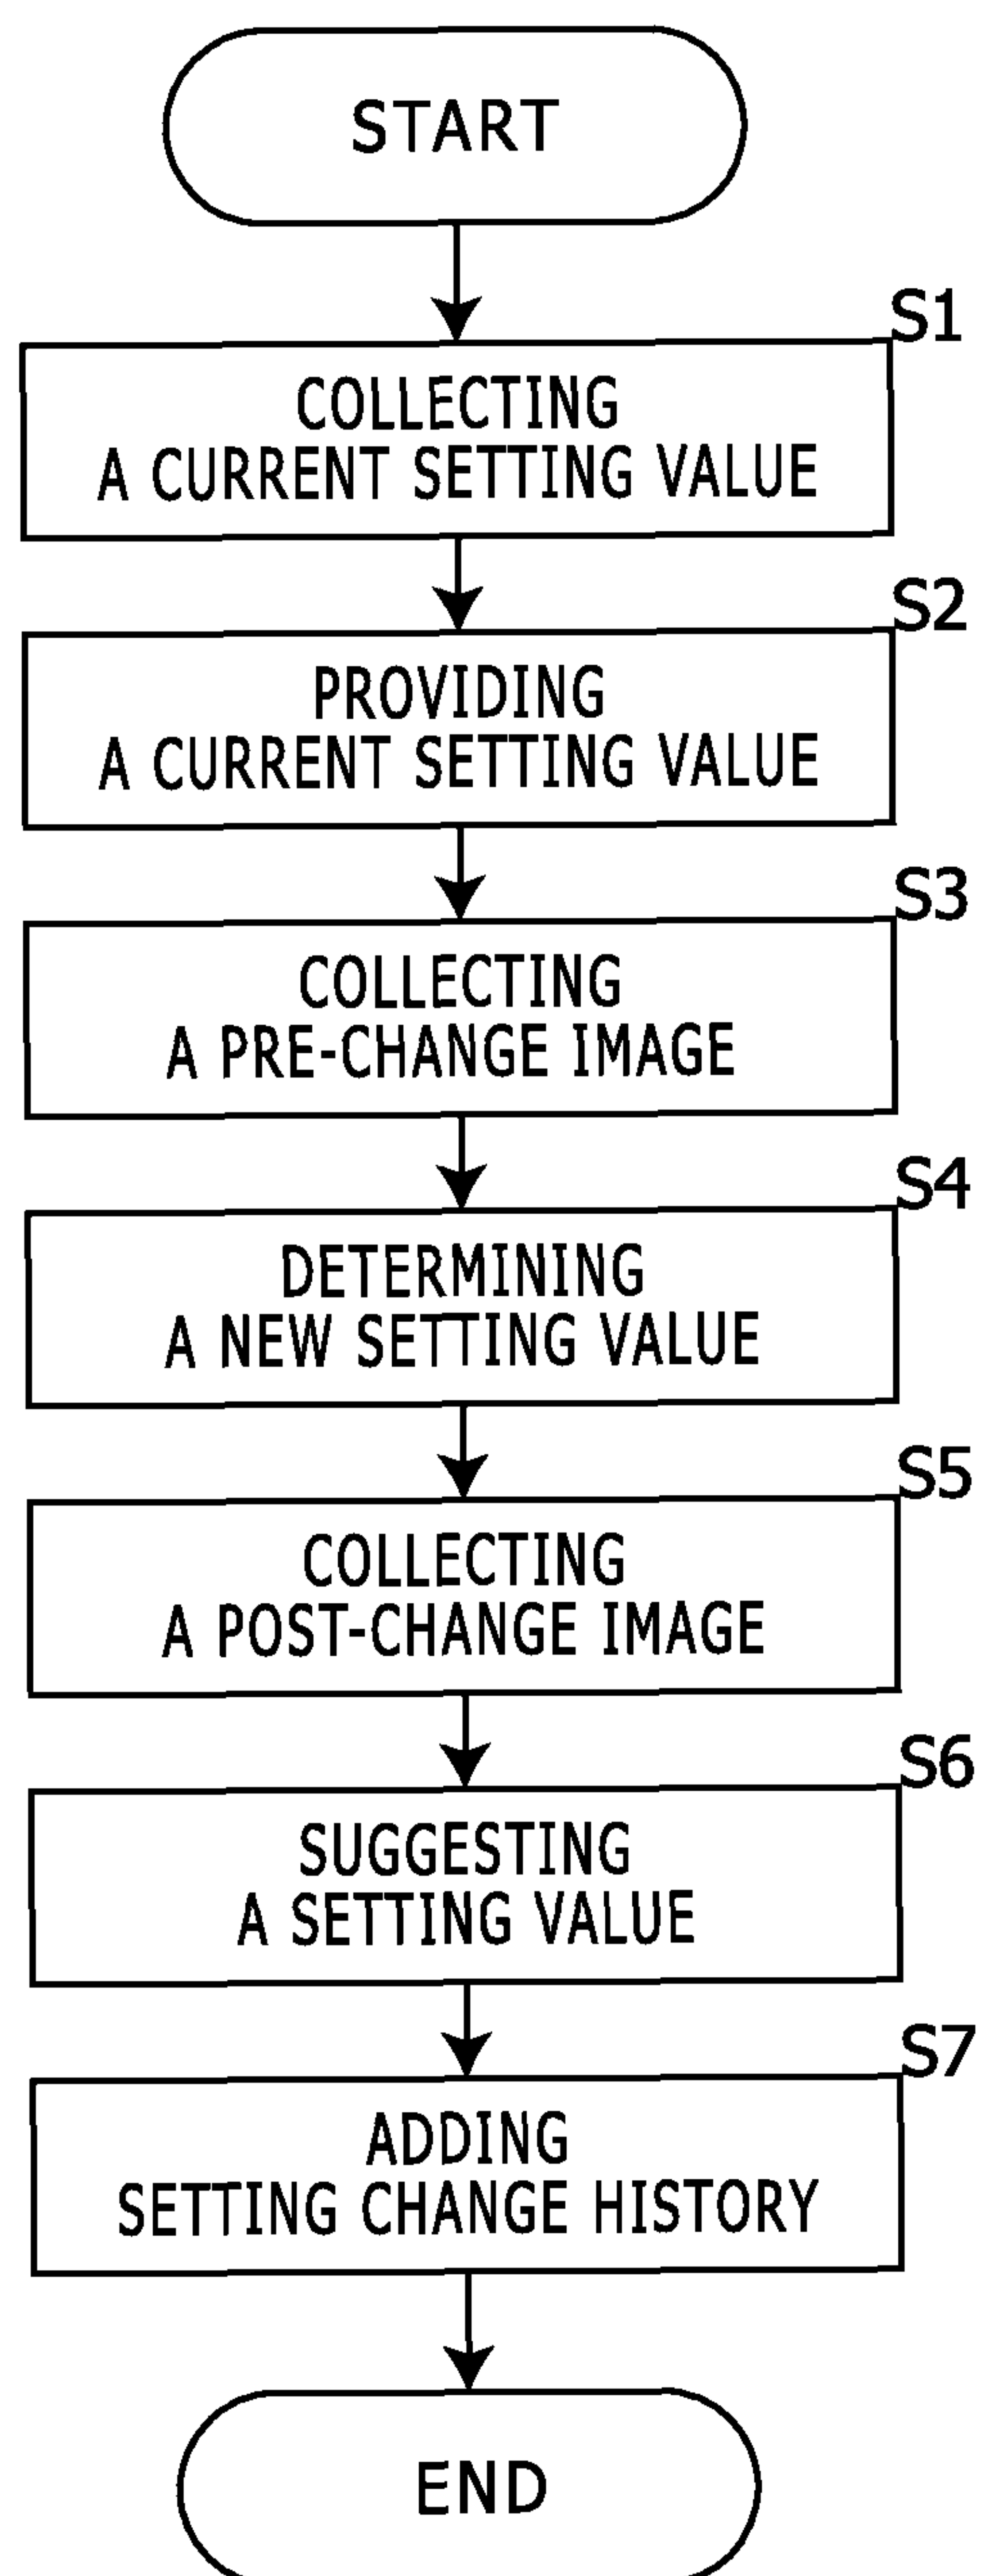 START
S1
COLLECTING
A CURRENT SETTING VALUE
S2
PROVIDING
A CURRENT SETTING VALUE
S3
COLLECTING
A PRE-CHANGE IMAGE
S4
DETERMINING
A NEW SETTING VALUE
S5
COLLECTING
A POST-CHANGE IMAGE
S6
SUGGESTING
A SETTING VALUE
S7
ADDING
SETTING CHANGE HISTORY
END